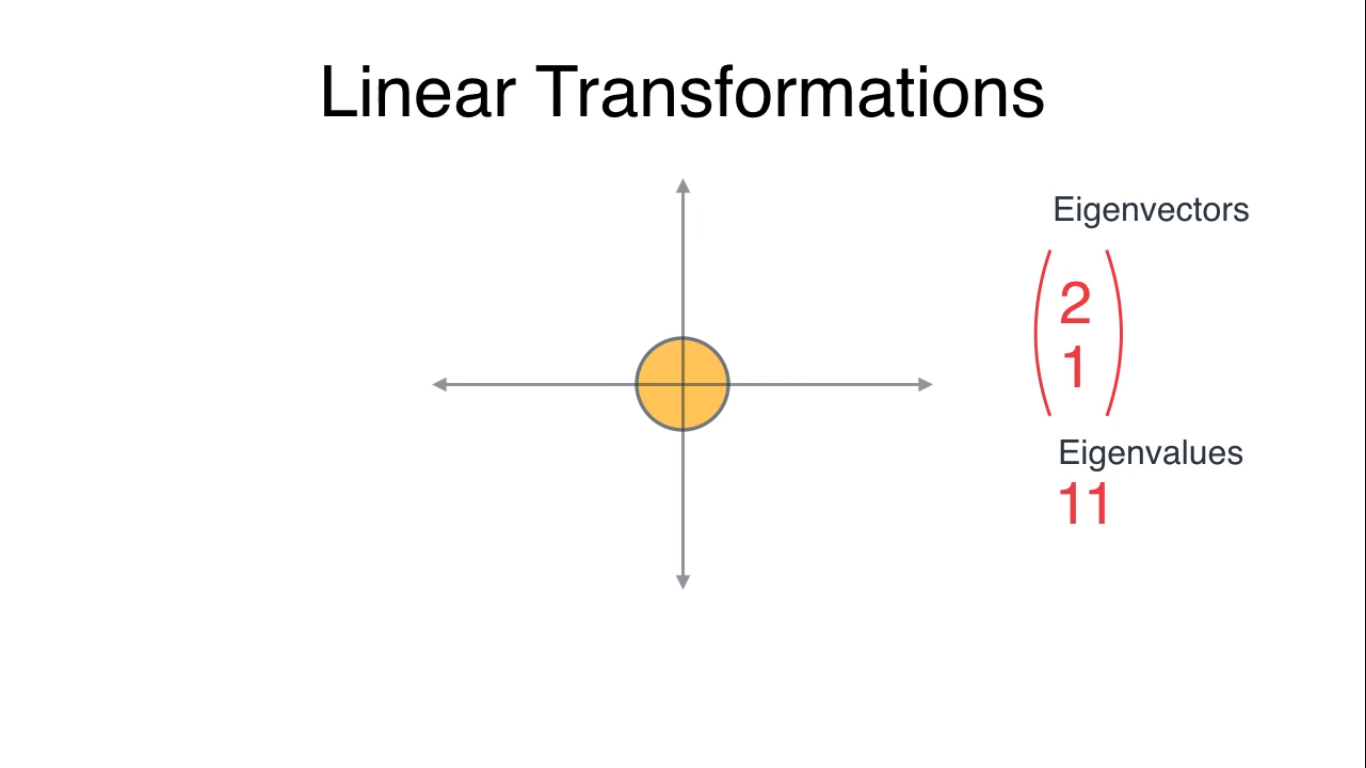 Linear Transformations
Eigenvectors
2
1
Eigenvalues
11